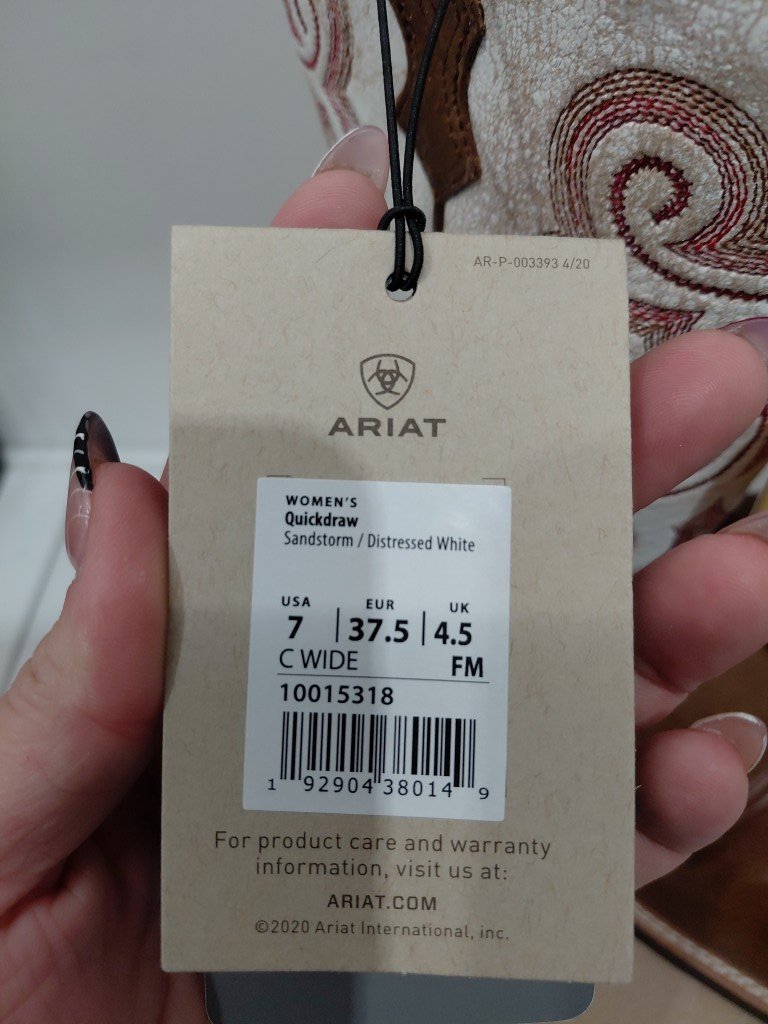 AR-P-003393 4/20
ARIAT
WOMEN'S
Quickdraw
Sandstorm / Distressed White
USA EUR UK
7 37.5 4.5
C WIDE FM
10015318
1 92904 38014 9
For product care and warranty
information, visit us at:
ARIAT.COM
©2020 Ariat International, inc.